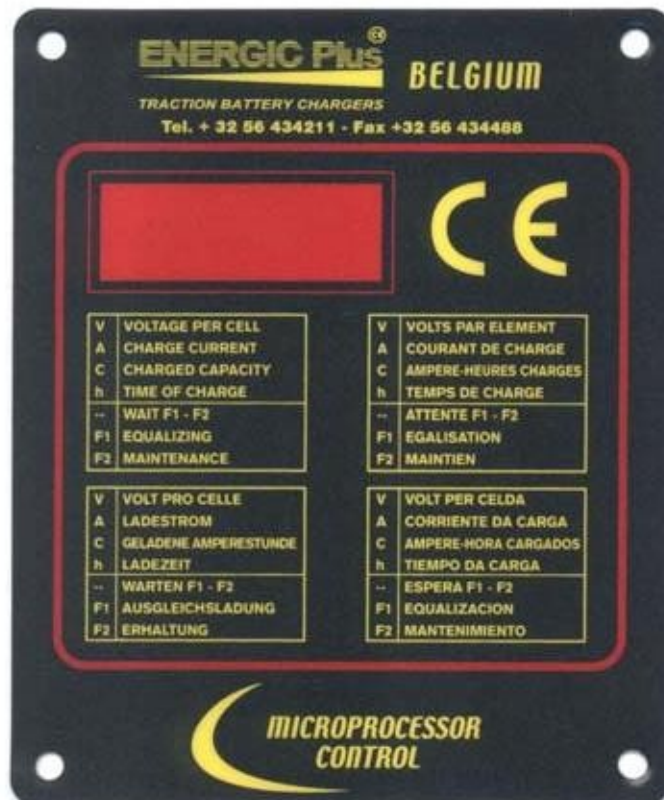 ENERGIC Plus
BELGIUM
TRACTION BATTERY CHARGERS
Tel. + 32 56 434211 - Fax +32 56 434488
CE
V VOLTAGE PER CELL
A CHARGE CURRENT
C CHARGED CAPACITY
h TIME OF CHARGE
-- WAIT F1 - F2
F1 EQUALIZING
F2 MAINTENANCE
V VOLTS PAR ELEMENT
A COURANT DE CHARGE
C AMPERE-HEURES CHARGES
h TEMPS DE CHARGE
-- ATTENTE F1 - F2
F1 EGALISATION
F2 MAINTIEN
V VOLT PRO CELLE
A LADESTROM
C GELADENE AMPERESTUNDE
h LADEZEIT
-- WARTEN F1 - F2
F1 AUSGLEICHSLADUNG
F2 ERHALTUNG
V VOLT PER CELDA
A CORRIENTE DA CARGA
C AMPERE-HORA CARGADOS
h TIEMPO DA CARGA
-- ESPERA F1 - F2
F1 EQUALIZACION
F2 MANTENIMIENTO
MICROPROCESSOR
CONTROL